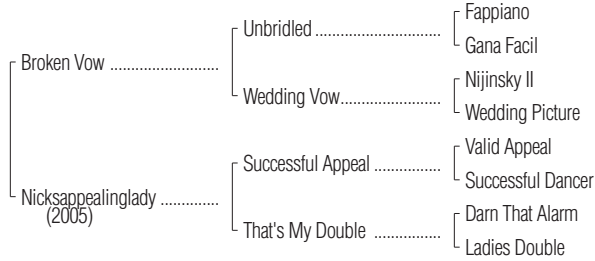 Fappiano
Unbridled ..............................
Gana Facil
Broken Vow ..........................
Nijinsky II
Wedding Vow........................
Wedding Picture
Valid Appeal
Successful Appeal ................
Successful Dancer
Nicksappealinglady ..............
(2005)
Darn That Alarm
That's My Double ................
Ladies Double